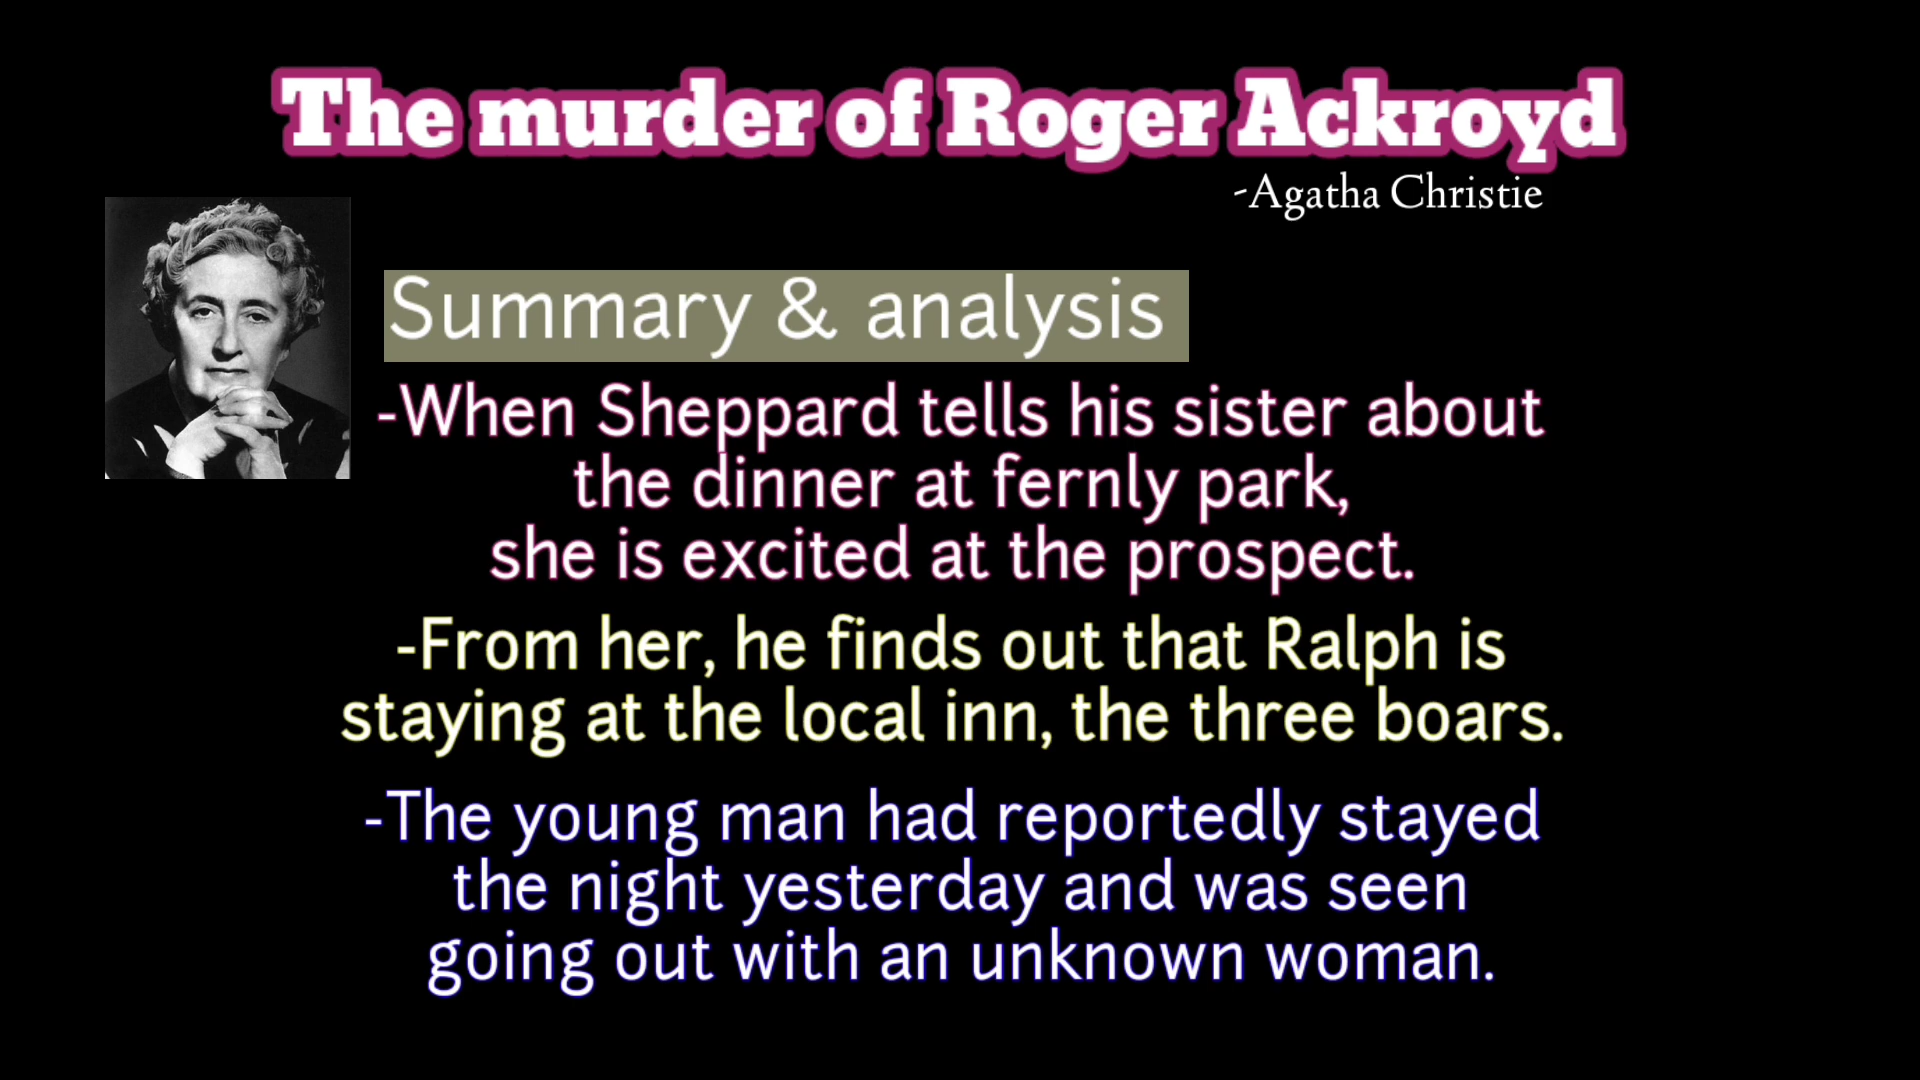 The murder of Roger Ackroyd
-Agatha Christie
Summary & analysis
-When Sheppard tells his sister about
the dinner at fernly park,
she is excited at the prospect.
-From her, he finds out that Ralph is
staying at the local inn, the three boars.
-The young man had reportedly stayed
the night yesterday and was seen
going out with an unknown woman.